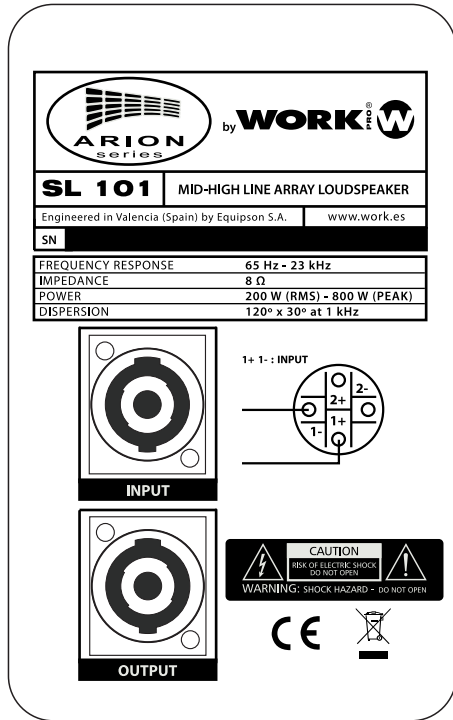 ARION
series
by WORK PRO® W
SL 101 MID-HIGH LINE ARRAY LOUDSPEAKER
Engineered in Valencia (Spain) by Equipson S.A. www.work.es
SN
FREQUENCY RESPONSE 65 Hz - 23 kHz
IMPEDANCE 8 Ω
POWER 200 W (RMS) - 800 W (PEAK)
DISPERSION 120º x 30º at 1 kHz
1+ 1- : INPUT
2+ 2-
1- 1+
INPUT
CAUTION
RISK OF ELECTRIC SHOCK
DO NOT OPEN
WARNING: SHOCK HAZARD - DO NOT OPEN
CE
OUTPUT